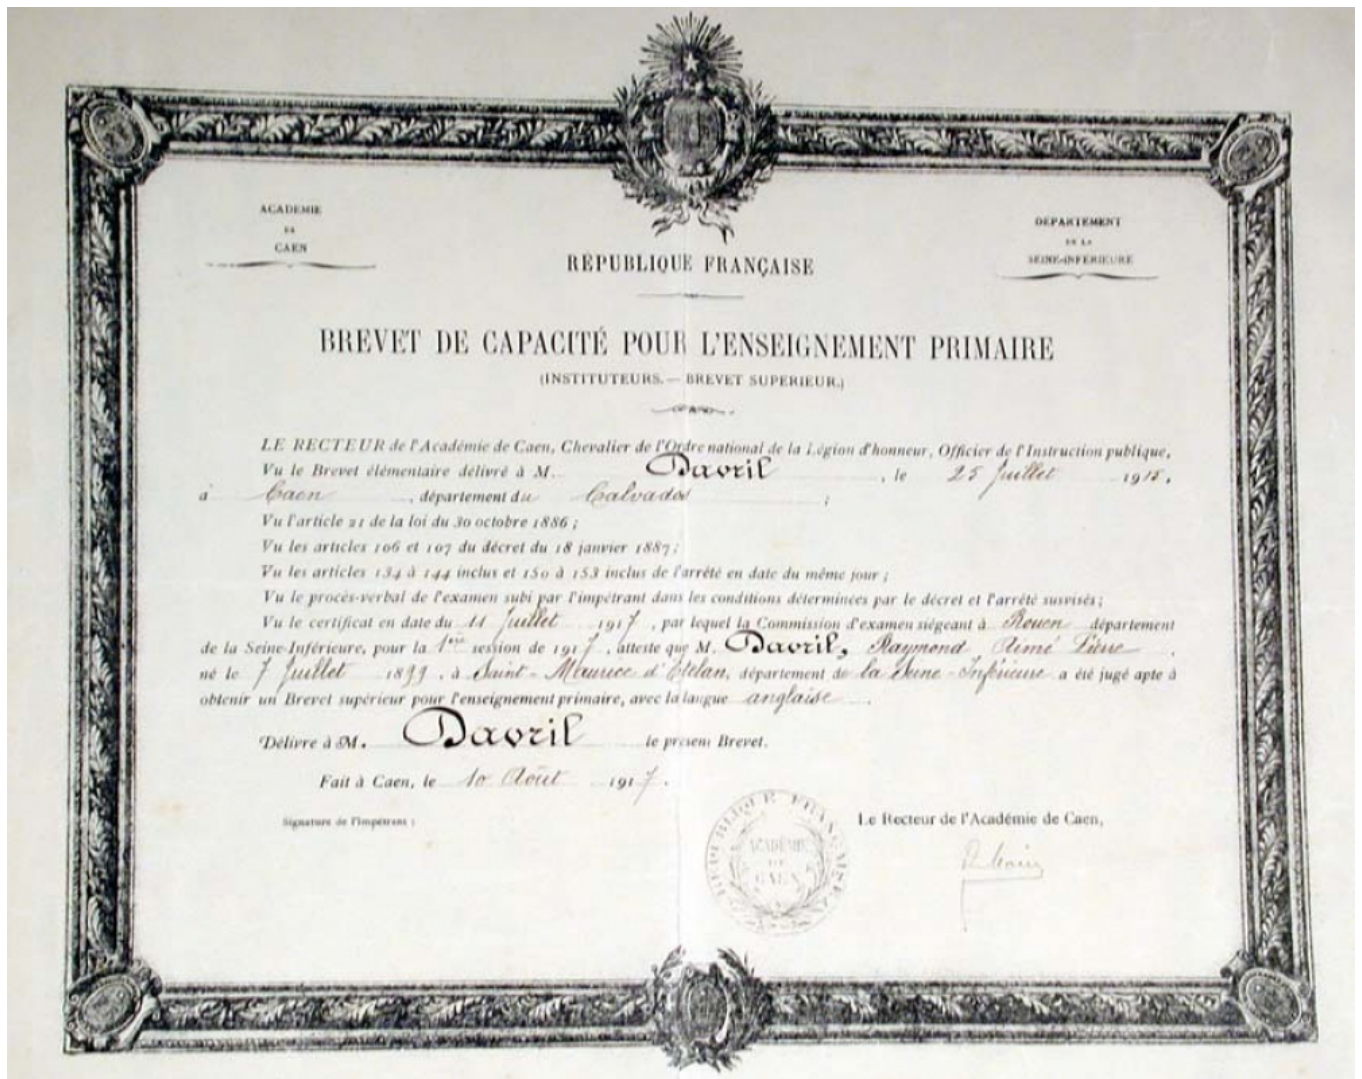 ACADÉMIE
DE
CAEN
DÉPARTEMENT
DE LA
SEINE-INFÉRIEURE
RÉPUBLIQUE FRANÇAISE
BREVET DE CAPACITÉ POUR L'ENSEIGNEMENT PRIMAIRE
(INSTITUTEURS. — BREVET SUPÉRIEUR.)
LE RECTEUR de l'Académie de Caen, Chevalier de l'Ordre national de la Légion d'honneur, Officier de l'Instruction publique,
Vu le Brevet élémentaire délivré à M. Davril, le 25 Juillet 1915,
à Caen, département du Calvados;
Vu l'article 21 de la loi du 30 octobre 1886;
Vu les articles 106 et 107 du décret du 18 janvier 1887;
Vu les articles 134 à 144 inclus et 150 à 153 inclus de l'arrêté en date du même jour;
Vu le procès-verbal de l'examen subi par l'impétrant dans les conditions déterminées par le décret et l'arrêté susvisés;
Vu le certificat en date du 11 Juillet 1917, par lequel la Commission d'examen siégeant à Rouen département
de la Seine-Inférieure, pour la 1ère session de 1917, atteste que M. Davril, Raymond Aimé Pierre,
né le 7 Juillet 1899, à Saint-Maurice d'Etelan, département de la Seine-Inférieure a été jugé apte à
obtenir un Brevet supérieur pour l'enseignement primaire, avec la langue anglaise.
Délivré à M. Davril le présent Brevet.
Fait à Caen, le 10 Août 1917.
Signature de l'Impétrant:
Le Recteur de l'Académie de Caen,
RÉPUBLIQUE FRANÇAISE
ACADÉMIE
DE
CAEN